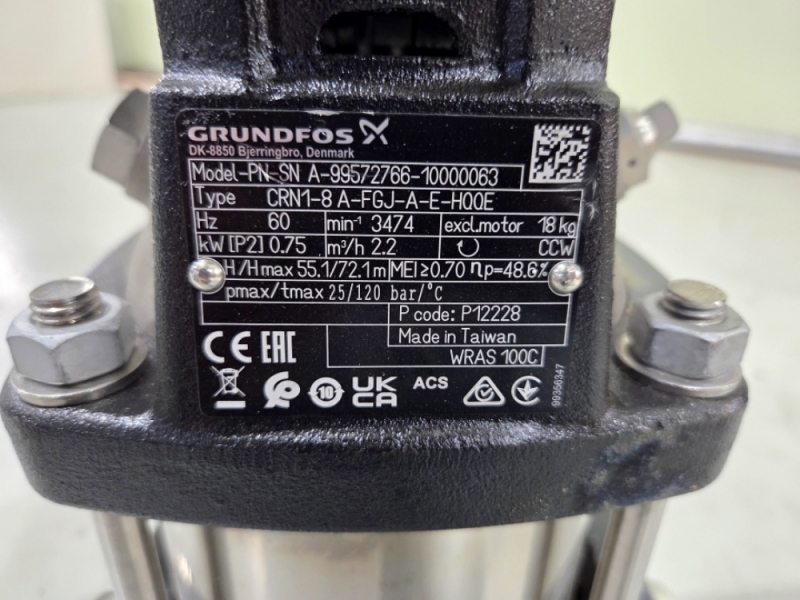 GRUNDFOS
DK-8850 Bjerringbro, Denmark
Model-PN-SN A-99572766-10000063
Type CRN1-8 A-FGJ-A-E-HQQE
Hz 60 min⁻¹ 3474 excl.motor 18 kg
kW [P2] 0.75 m³/h 2.2 CCW
H/Hmax 55.1/72.1 m MEI≥0.70 ηp=48.6%
pmax/tmax 25/120 bar/°C
P code: P12228
Made in Taiwan
WRAS 100C
CE EAC
10 UK CA ACS
99356347